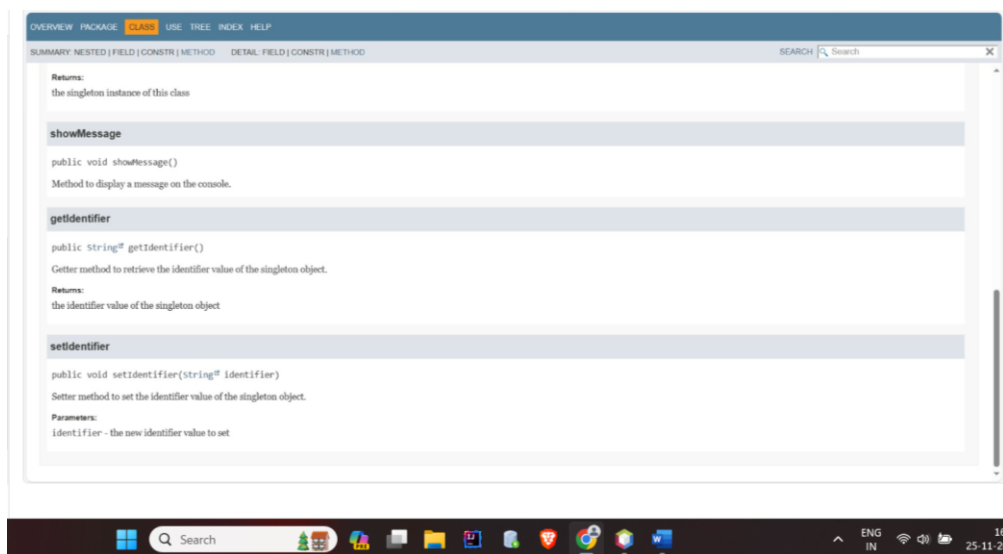 OVERVIEW PACKAGE CLASS USE TREE INDEX HELP
SUMMARY: NESTED | FIELD | CONSTR | METHOD DETAIL: FIELD | CONSTR | METHOD SEARCH Search
Returns:
the singleton instance of this class
showMessage
public void showMessage()
Method to display a message on the console.
getIdentifier
public String getIdentifier()
Getter method to retrieve the identifier value of the singleton object.
Returns:
the identifier value of the singleton object
setIdentifier
public void setIdentifier(String identifier)
Setter method to set the identifier value of the singleton object.
Parameters:
identifier - the new identifier value to set
Search
ENG
IN
25-11-2